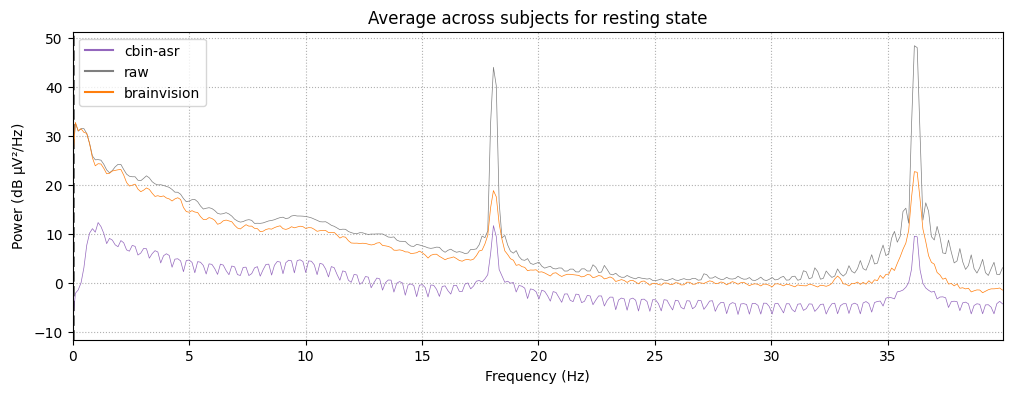 Average across subjects for resting state
cbin-asr
raw
brainvision
Power (dB µV²/Hz)
50
40
30
20
10
0
−10
0
5
10
15
20
25
30
35
Frequency (Hz)